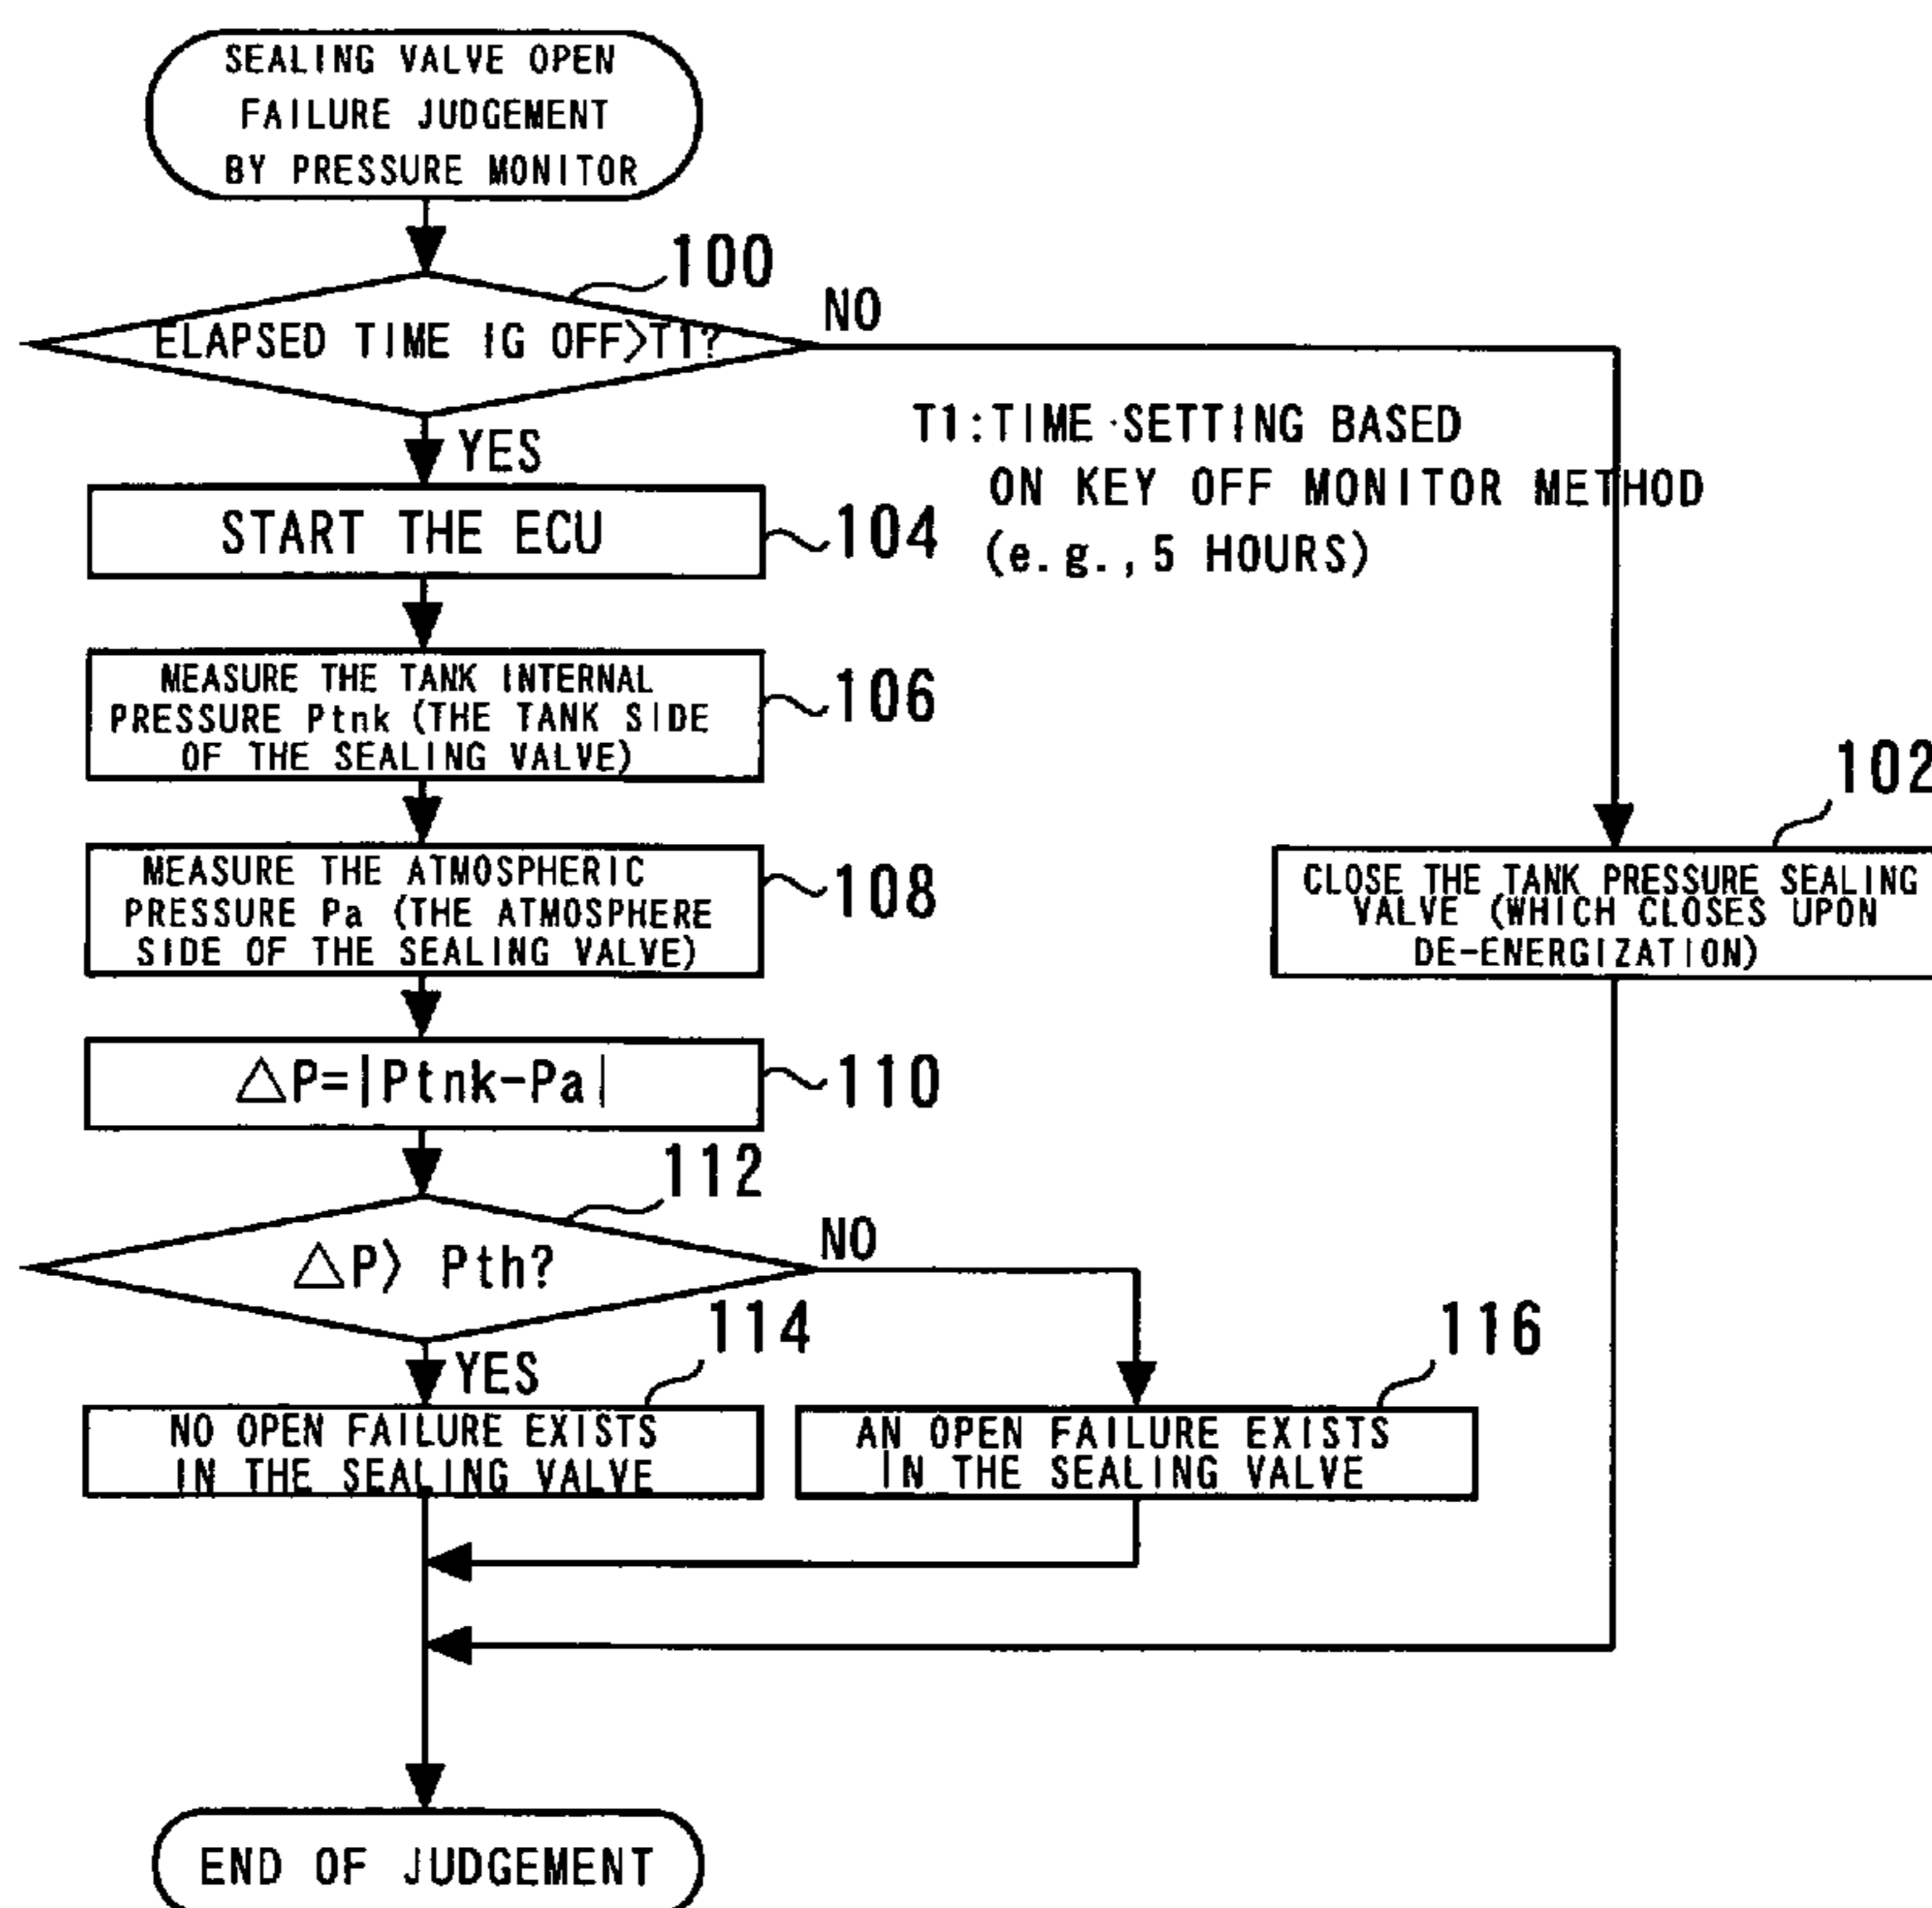 SEALING VALVE OPEN
FAILURE JUDGEMENT
BY PRESSURE MONITOR
100
ELAPSED TIME IG OFF>T1?
NO
YES
T1:TIME SETTING BASED
ON KEY OFF MONITOR METHOD
(e.g.,5 HOURS)
START THE ECU
104
MEASURE THE TANK INTERNAL
PRESSURE Ptnk (THE TANK SIDE
OF THE SEALING VALVE)
106
102
CLOSE THE TANK PRESSURE SEALING
VALVE (WHICH CLOSES UPON
DE-ENERGIZATION)
MEASURE THE ATMOSPHERIC
PRESSURE Pa (THE ATMOSPHERE
SIDE OF THE SEALING VALVE)
108
△P=|Ptnk-Pa|
110
112
△P> Pth?
NO
YES
114
NO OPEN FAILURE EXISTS
IN THE SEALING VALVE
116
AN OPEN FAILURE EXISTS
IN THE SEALING VALVE
END OF JUDGEMENT